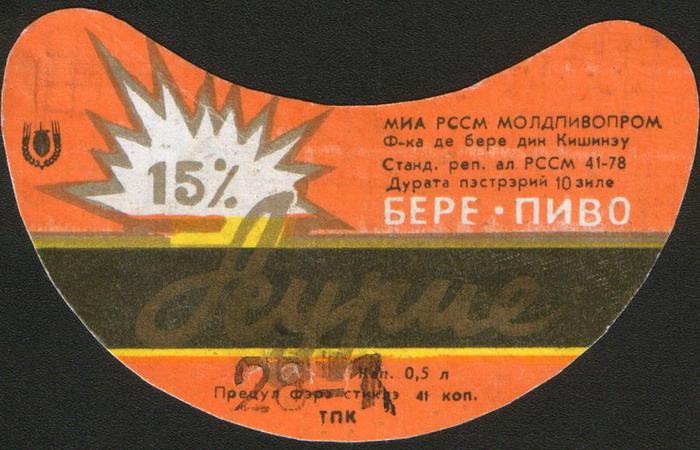 15%
МИА РССМ МОЛДПИВОПРОМ
Ф-ка де бере дин Кишинэу
Станд. реп. ал РССМ 41-78
Дурата пэстрэрий 10 зиле
БЕРЕ • ПИВО
Аурие
Кап. 0,5 л
Прецул фэрэ стиклэ 41 коп.
ТПК